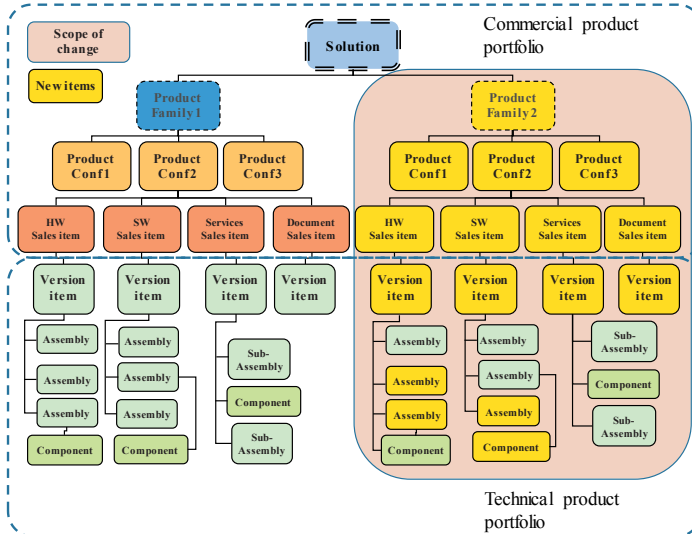 Scope of
change
New items
Solution
Commercial product
portfolio
Product
Family1
Product
Family2
Product
Conf1
Product
Conf2
Product
Conf3
Product
Conf1
Product
Conf2
Product
Conf3
HW
Sales item
SW
Sales item
Services
Sales item
Document
Sales item
HW
Sales item
SW
Sales item
Services
Sales item
Document
Sales item
Version
item
Version
item
Version
item
Version
item
Version
item
Version
item
Version
item
Version
item
Assembly
Assembly
Assembly
Component
Assembly
Assembly
Assembly
Component
Sub-
Assembly
Component
Sub-
Assembly
Assembly
Assembly
Assembly
Component
Assembly
Assembly
Assembly
Component
Sub-
Assembly
Component
Sub-
Assembly
Technical product
portfolio